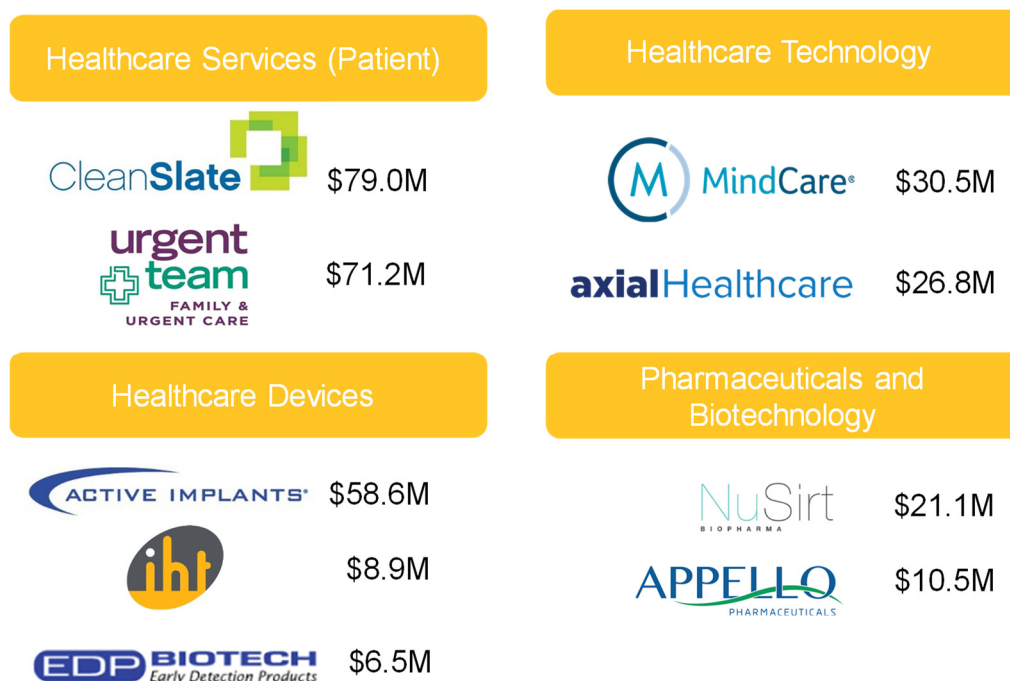 Healthcare Services (Patient)
CleanSlate $79.0M
urgent
team
FAMILY &
URGENT CARE
$71.2M
Healthcare Technology
M MindCare® $30.5M
axialHealthcare $26.8M
Healthcare Devices
ACTIVE IMPLANTS® $58.6M
iht $8.9M
EDP BIOTECH $6.5M
Early Detection Products
Pharmaceuticals and
Biotechnology
NuSirt $21.1M
BIOPHARMA
APPELLO $10.5M
PHARMACEUTICALS